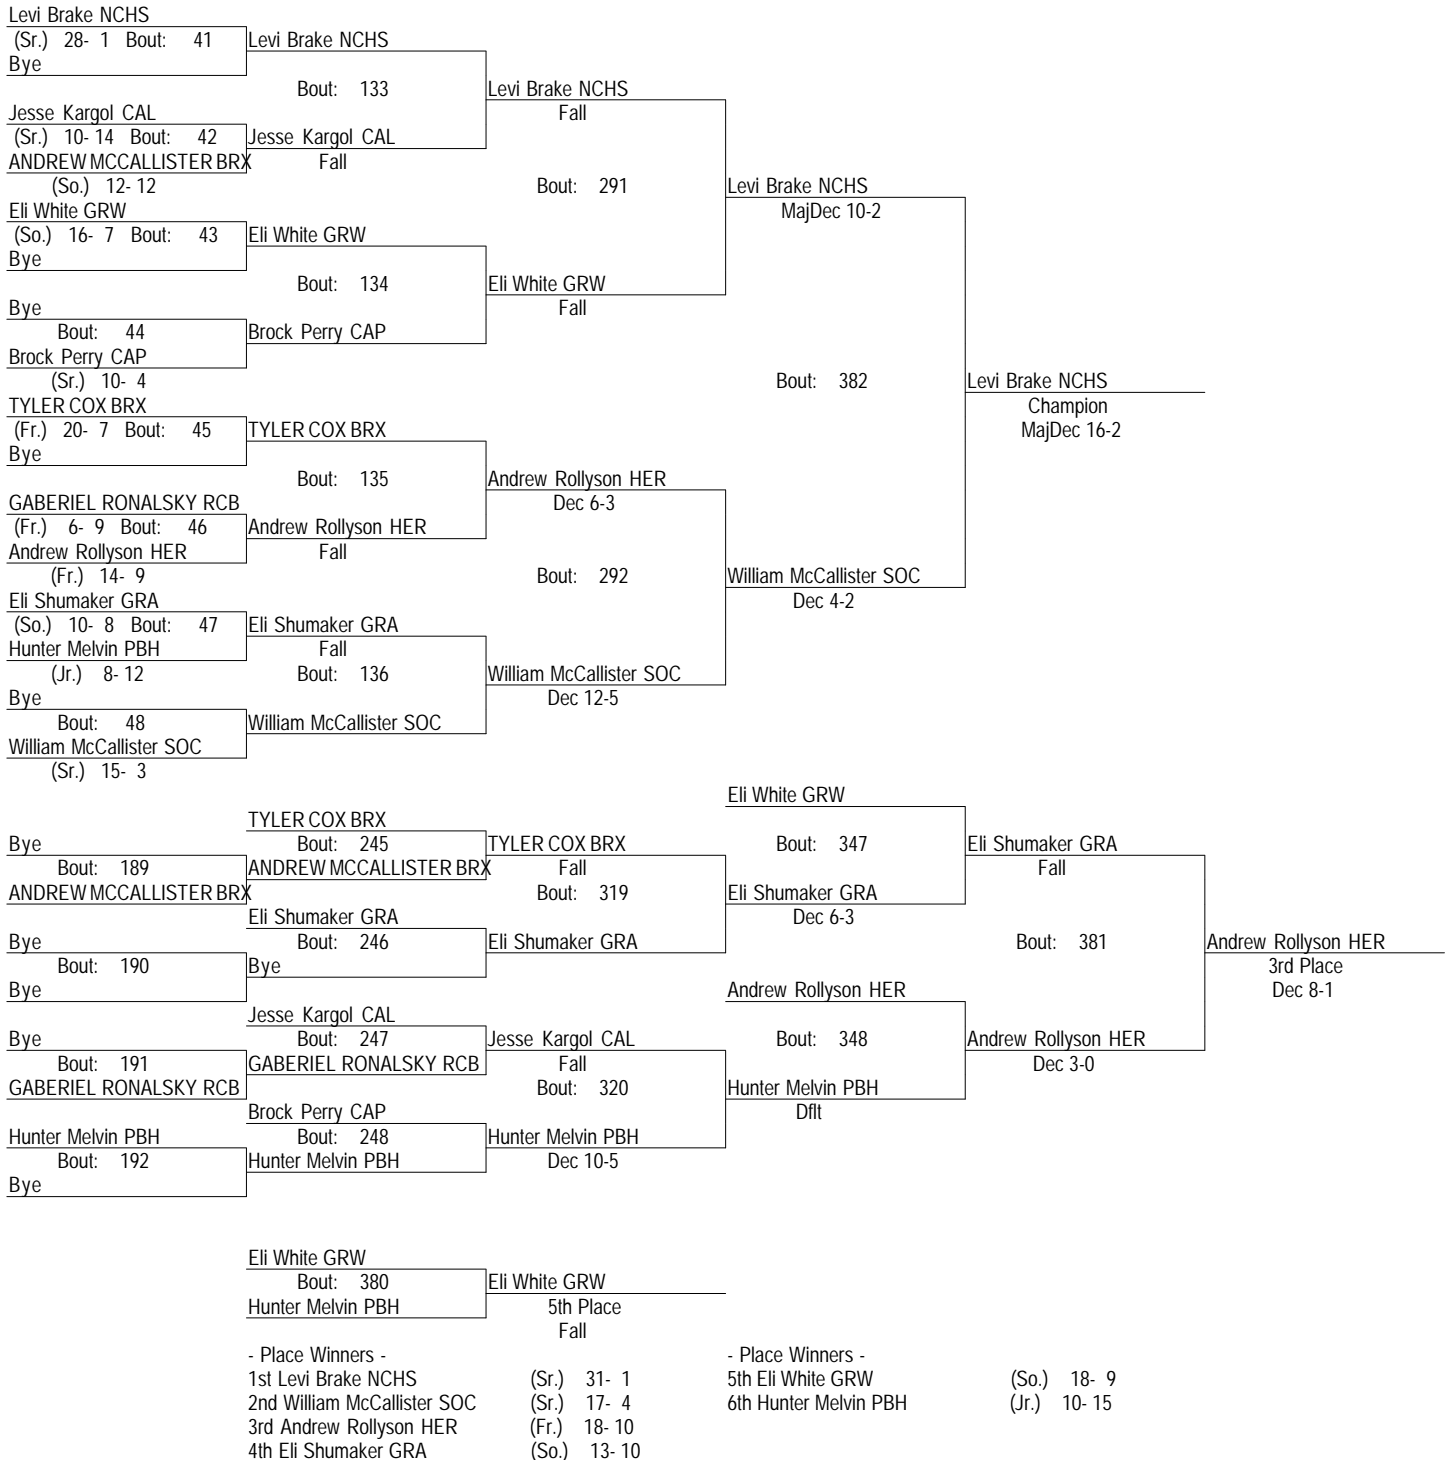 Levi Brake NCHS
(Sr.) 28- 1 Bout: 41 Levi Brake NCHS
Bye
Bout: 133 Levi Brake NCHS
Jesse Kargol CAL Fall
(Sr.) 10- 14 Bout: 42 Jesse Kargol CAL
ANDREW MCCALLISTER BRX Fall
(So.) 12- 12 Bout: 291 Levi Brake NCHS
Eli White GRW MajDec 10-2
(So.) 16- 7 Bout: 43 Eli White GRW
Bye
Bout: 134 Eli White GRW
Bye Fall
Bout: 44 Brock Perry CAP
Brock Perry CAP
(Sr.) 10- 4 Bout: 382 Levi Brake NCHS
TYLER COX BRX Champion
(Fr.) 20- 7 Bout: 45 TYLER COX BRX MajDec 16-2
Bye
Bout: 135 Andrew Rollyson HER
GABERIEL RONALSKY RCB Dec 6-3
(Fr.) 6- 9 Bout: 46 Andrew Rollyson HER
Andrew Rollyson HER Fall
(Fr.) 14- 9 Bout: 292 William McCallister SOC
Eli Shumaker GRA Dec 4-2
(So.) 10- 8 Bout: 47 Eli Shumaker GRA
Hunter Melvin PBH Fall
(Jr.) 8- 12 Bout: 136 William McCallister SOC
Bye Dec 12-5
Bout: 48 William McCallister SOC
William McCallister SOC
(Sr.) 15- 3
Eli White GRW
TYLER COX BRX
Bye Bout: 245 TYLER COX BRX Bout: 347 Eli Shumaker GRA
Bout: 189 ANDREW MCCALLISTER BRX Fall Fall
ANDREW MCCALLISTER BRX Bout: 319 Eli Shumaker GRA
Eli Shumaker GRA Dec 6-3
Bye Bout: 246 Eli Shumaker GRA Bout: 381 Andrew Rollyson HER
Bout: 190 Bye 3rd Place
Bye Andrew Rollyson HER Dec 8-1
Jesse Kargol CAL
Bye Bout: 247 Jesse Kargol CAL Bout: 348 Andrew Rollyson HER
Bout: 191 GABERIEL RONALSKY RCB Fall Dec 3-0
GABERIEL RONALSKY RCB Bout: 320 Hunter Melvin PBH
Brock Perry CAP Dflt
Hunter Melvin PBH Bout: 248 Hunter Melvin PBH
Bout: 192 Hunter Melvin PBH Dec 10-5
Bye
Eli White GRW
Bout: 380 Eli White GRW
Hunter Melvin PBH 5th Place
Fall
- Place Winners - - Place Winners -
1st Levi Brake NCHS (Sr.) 31- 1 5th Eli White GRW (So.) 18- 9
2nd William McCallister SOC (Sr.) 17- 4 6th Hunter Melvin PBH (Jr.) 10- 15
3rd Andrew Rollyson HER (Fr.) 18- 10
4th Eli Shumaker GRA (So.) 13- 10